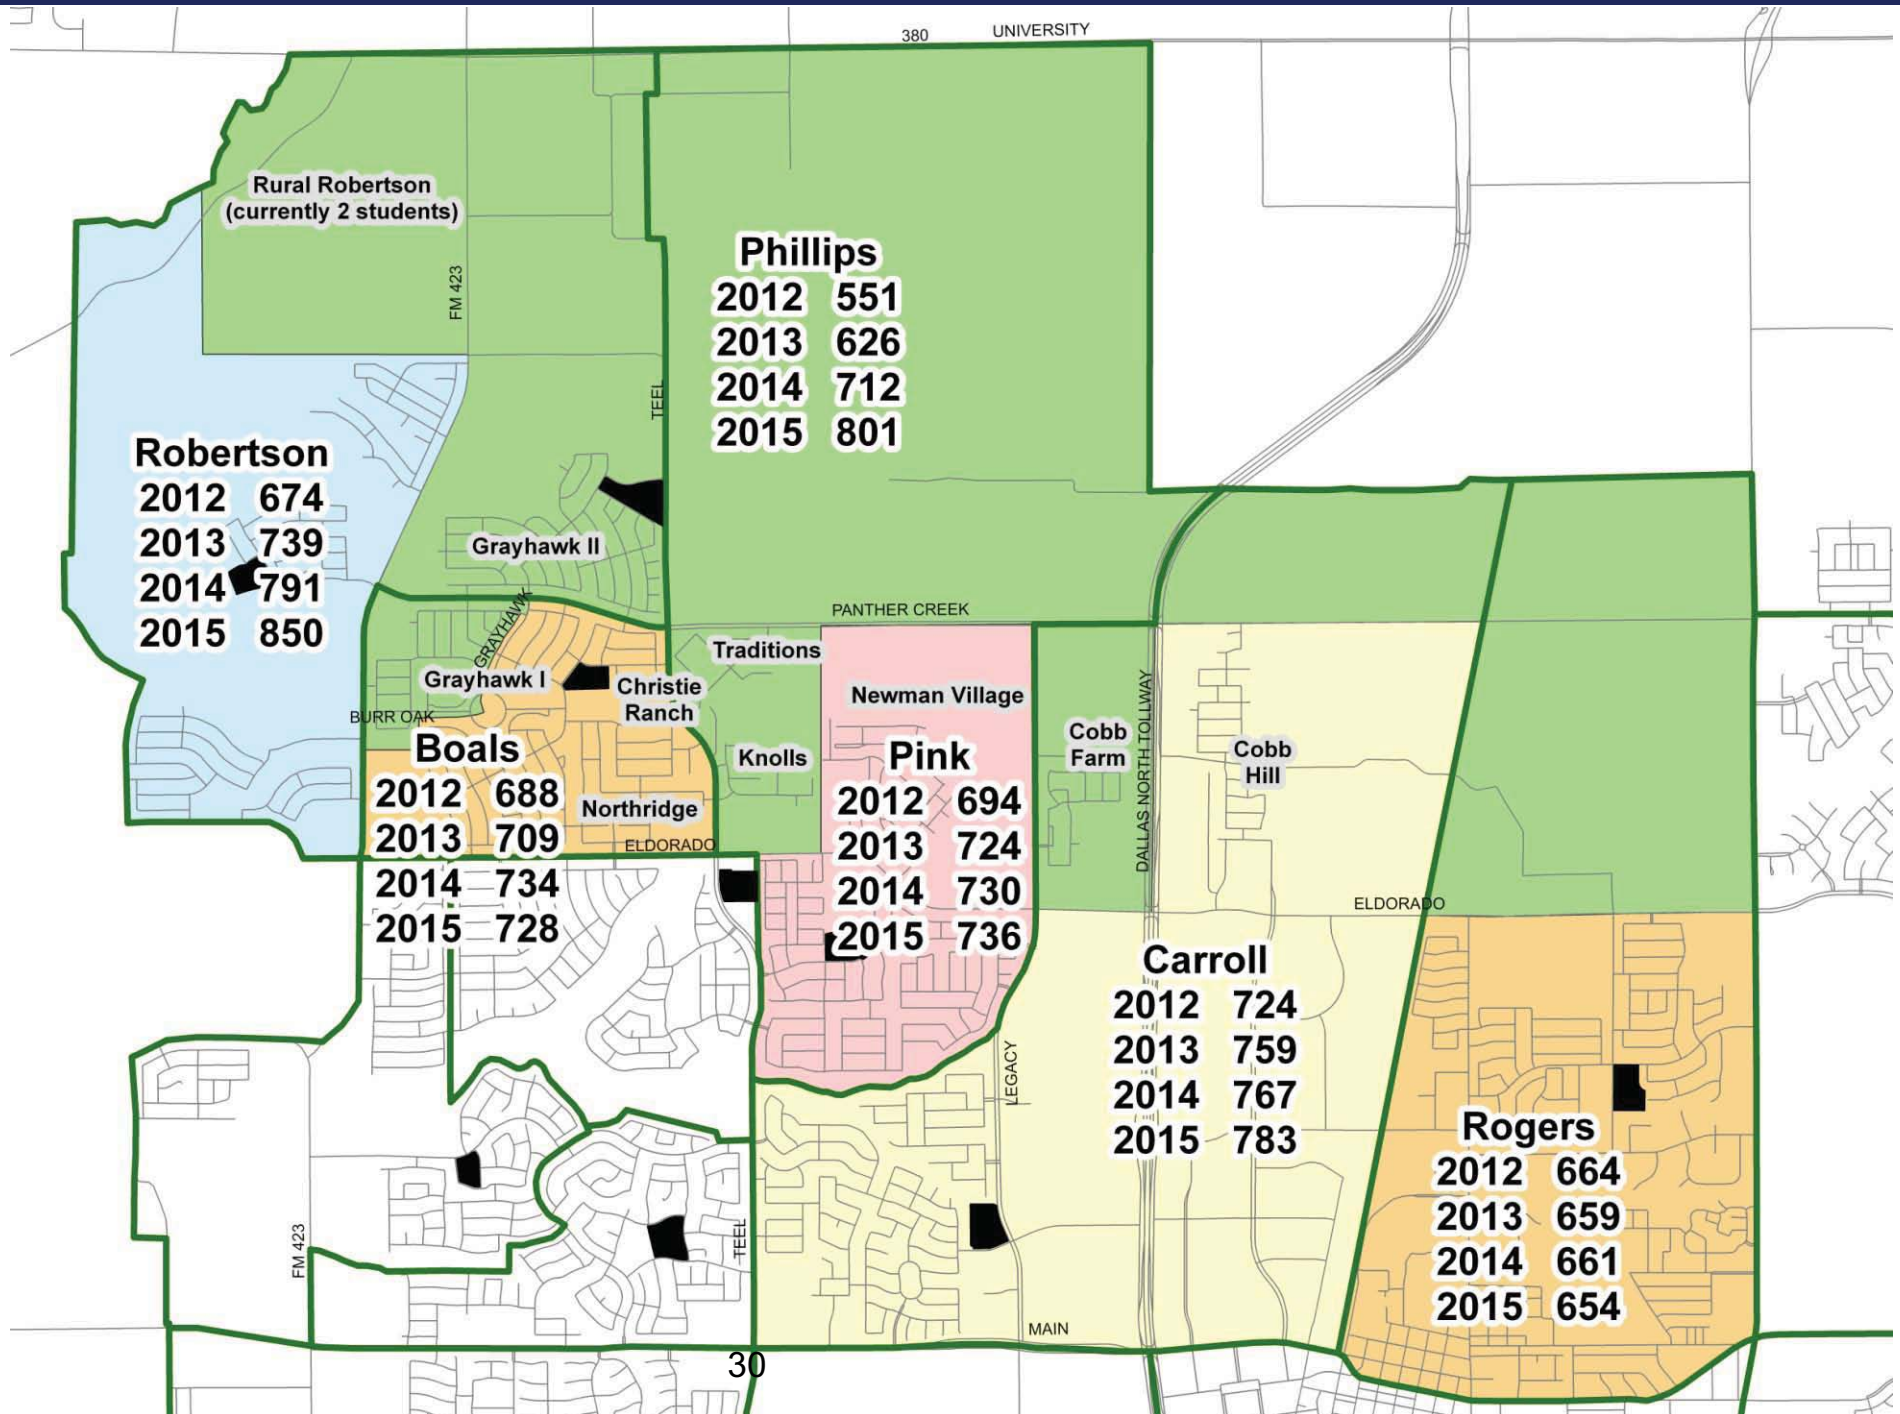 380
UNIVERSITY
Rural Robertson
(currently 2 students)
FM 423
Phillips
2012 551
2013 626
2014 712
2015 801
TEEL
Robertson
2012 674
2013 739
2014 791
2015 850
Grayhawk II
GRAYHAWK
PANTHER CREEK
Traditions
Grayhawk I
Christie
Ranch
Newman Village
BURR OAK
Boals
2012 688
2013 709
2014 734
2015 728
Northridge
ELDORADO
Knolls
Pink
2012 694
2013 724
2014 730
2015 736
Cobb
Farm
DALLAS NORTH TOLLWAY
Cobb
Hill
ELDORADO
Carroll
2012 724
2013 759
2014 767
2015 783
LEGACY
Rogers
2012 664
2013 659
2014 661
2015 654
FM 423
TEEL
MAIN
30